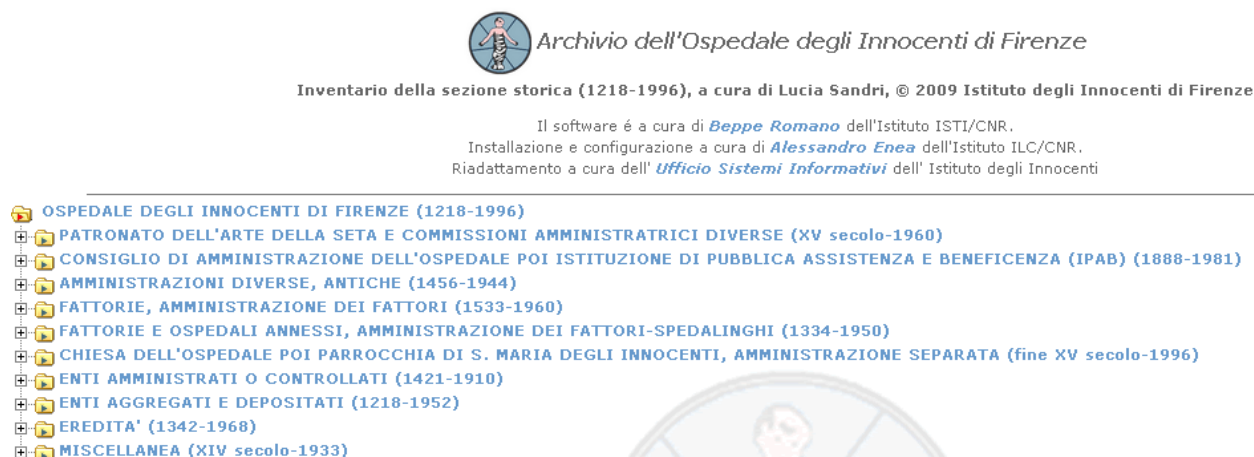 Archivio dell'Ospedale degli Innocenti di Firenze
Inventario della sezione storica (1218-1996), a cura di Lucia Sandri, © 2009 Istituto degli Innocenti di Firenze
Il software é a cura di Beppe Romano dell'Istituto ISTI/CNR.
Installazione e configurazione a cura di Alessandro Enea dell'Istituto ILC/CNR.
Riadattamento a cura dell' Ufficio Sistemi Informativi dell' Istituto degli Innocenti
OSPEDALE DEGLI INNOCENTI DI FIRENZE (1218-1996)
PATRONATO DELL'ARTE DELLA SETA E COMMISSIONI AMMINISTRATRICI DIVERSE (XV secolo-1960)
CONSIGLIO DI AMMINISTRAZIONE DELL'OSPEDALE POI ISTITUZIONE DI PUBBLICA ASSISTENZA E BENEFICENZA (IPAB) (1888-1981)
AMMINISTRAZIONI DIVERSE, ANTICHE (1456-1944)
FATTORIE, AMMINISTRAZIONE DEI FATTORI (1533-1960)
FATTORIE E OSPEDALI ANNESSI, AMMINISTRAZIONE DEI FATTORI-SPEDALINGHI (1334-1950)
CHIESA DELL'OSPEDALE POI PARROCCHIA DI S. MARIA DEGLI INNOCENTI, AMMINISTRAZIONE SEPARATA (fine XV secolo-1996)
ENTI AMMINISTRATI O CONTROLLATI (1421-1910)
ENTI AGGREGATI E DEPOSITATI (1218-1952)
EREDITA' (1342-1968)
MISCELLANEA (XIV secolo-1933)